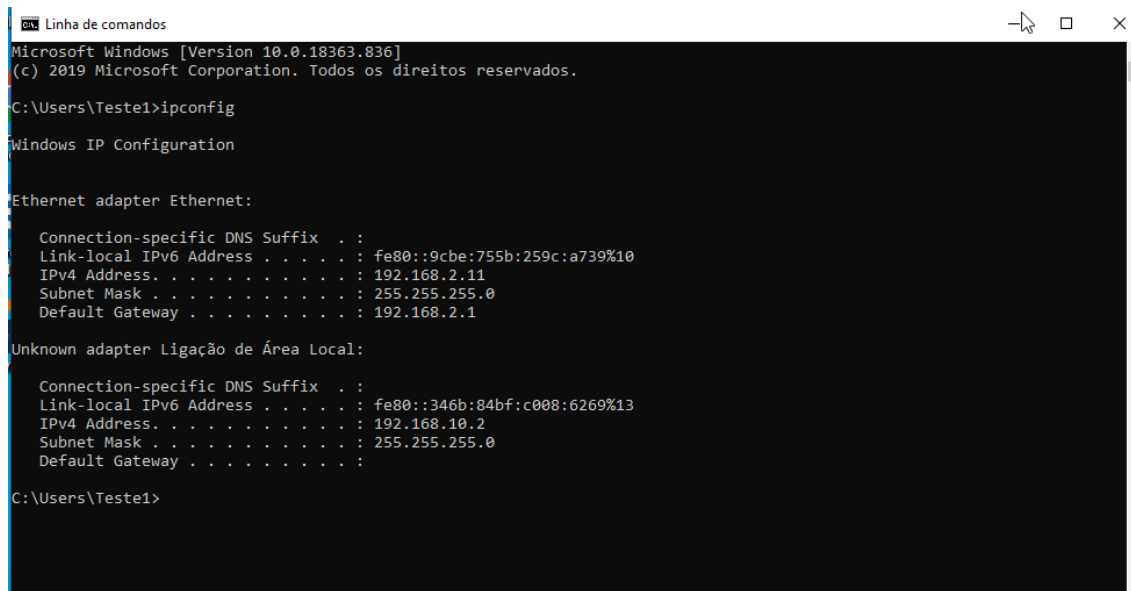 Linha de comandos
Microsoft Windows [Version 10.0.18363.836]
(c) 2019 Microsoft Corporation. Todos os direitos reservados.
C:\Users\Teste1>ipconfig
Windows IP Configuration
Ethernet adapter Ethernet:
Connection-specific DNS Suffix . :
Link-local IPv6 Address . . . . . : fe80::9cbe:755b:259c:a739%10
IPv4 Address. . . . . . . . . . . : 192.168.2.11
Subnet Mask . . . . . . . . . . . : 255.255.255.0
Default Gateway . . . . . . . . . : 192.168.2.1
Unknown adapter Ligação de Área Local:
Connection-specific DNS Suffix . :
Link-local IPv6 Address . . . . . : fe80::346b:84bf:c008:6269%13
IPv4 Address. . . . . . . . . . . : 192.168.10.2
Subnet Mask . . . . . . . . . . . : 255.255.255.0
Default Gateway . . . . . . . . . :
C:\Users\Teste1>